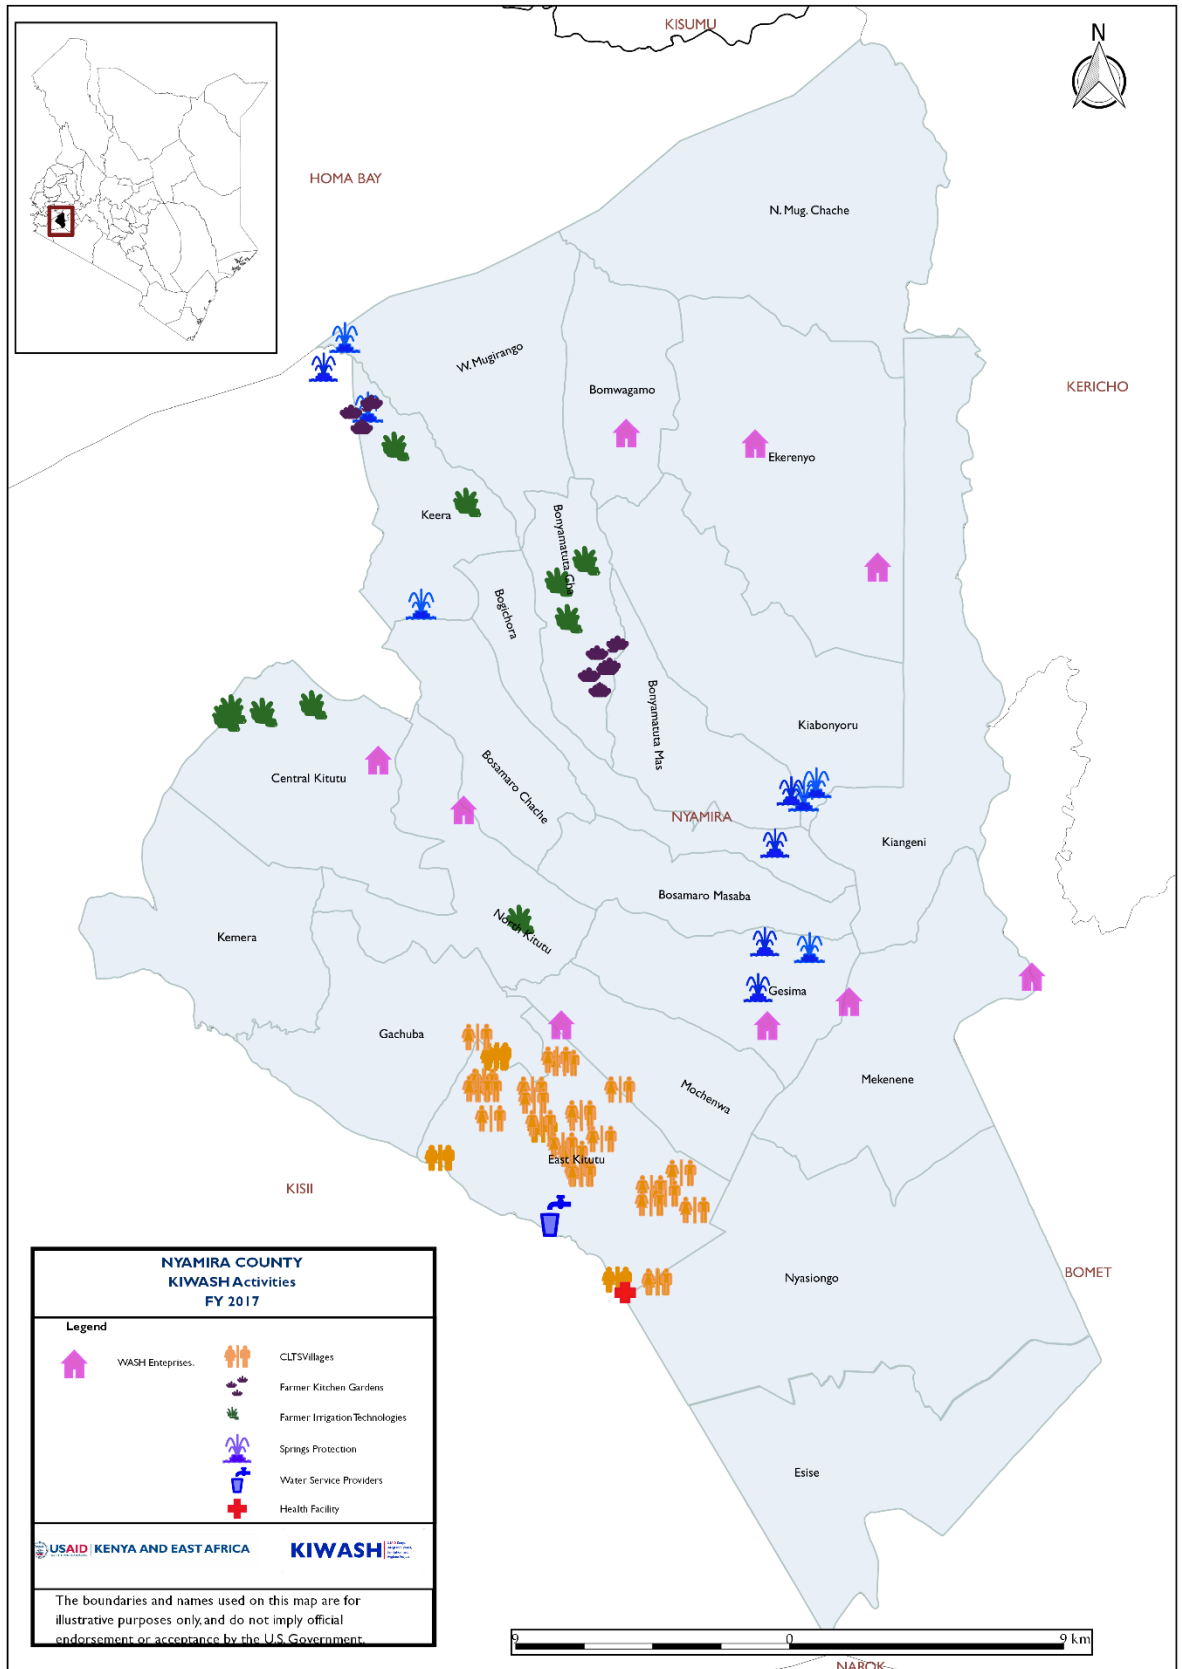 KISUMU
N
HOMA BAY
N. Mug. Chache
W. Mugirango
KERICHO
Bomwagamo
Ekerenyo
Keera
Bonyamatuta Cha
Bogichora
Bonyamatuta Mas
Kiabonyoru
Central Kitutu
Bosamaro Chache
NYAMIRA
Kiangeni
Bosamaro Masaba
Kemera
North Kitutu
Gesima
Gachuba
Mekenene
Mochenwa
East Kitutu
KISII
Nyasiongo
BOMET
Esise
NYAMIRA COUNTY
KIWASH Activities
FY 2017
Legend
WASH Enteprises.
CLTSVillages
Farmer Kitchen Gardens
Farmer Irrigation Technologies
Springs Protection
Water Service Providers
Health Facility
USAID KENYA AND EAST AFRICA
KIWASH
The boundaries and names used on this map are for
illustrative purposes only, and do not imply official
endorsement or acceptance by the U.S. Government.
9 0 9 km
NAROK